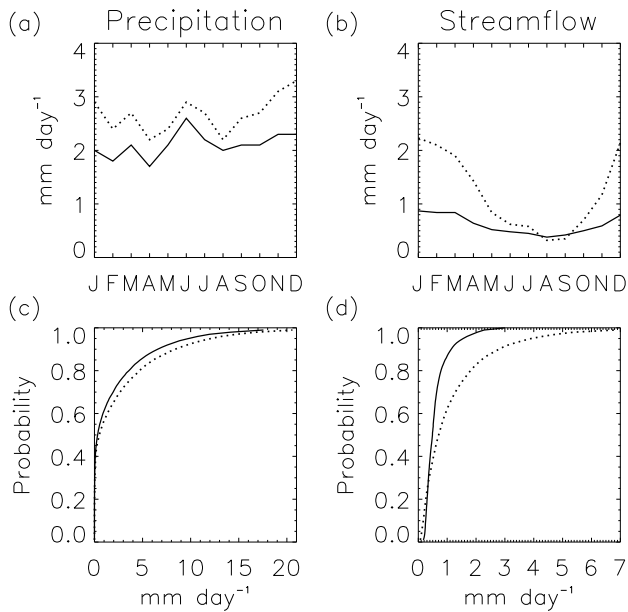 (a) Precipitation
(b) Streamflow
4
3
2
1
0
mm day⁻¹
J F M A M J J A S O N D
4
3
2
1
0
mm day⁻¹
J F M A M J J A S O N D
(c)
1.0
0.8
0.6
0.4
0.2
0.0
Probability
0 5 10 15 20
mm day⁻¹
(d)
1.0
0.8
0.6
0.4
0.2
0.0
Probability
0 1 2 3 4 5 6 7
mm day⁻¹